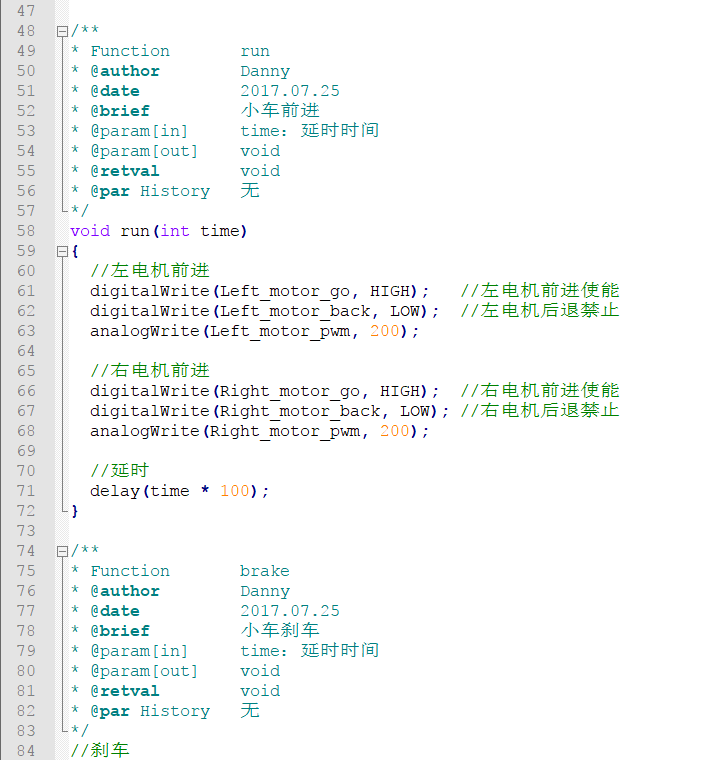 47
48 /**
49 * Function       run
50 * @author        Danny
51 * @date          2017.07.25
52 * @brief         小车前进
53 * @param[in]     time：延时时间
54 * @param[out]    void
55 * @retval        void
56 * @par History   无
57 */
58 void run(int time)
59 {
60   //左电机前进
61   digitalWrite(Left_motor_go, HIGH);   //左电机前进使能
62   digitalWrite(Left_motor_back, LOW);  //左电机后退禁止
63   analogWrite(Left_motor_pwm, 200);
64
65   //右电机前进
66   digitalWrite(Right_motor_go, HIGH);  //右电机前进使能
67   digitalWrite(Right_motor_back, LOW); //右电机后退禁止
68   analogWrite(Right_motor_pwm, 200);
69
70   //延时
71   delay(time * 100);
72 }
73
74 /**
75 * Function       brake
76 * @author        Danny
77 * @date          2017.07.25
78 * @brief         小车刹车
79 * @param[in]     time：延时时间
80 * @param[out]    void
81 * @retval        void
82 * @par History   无
83 */
84 //刹车